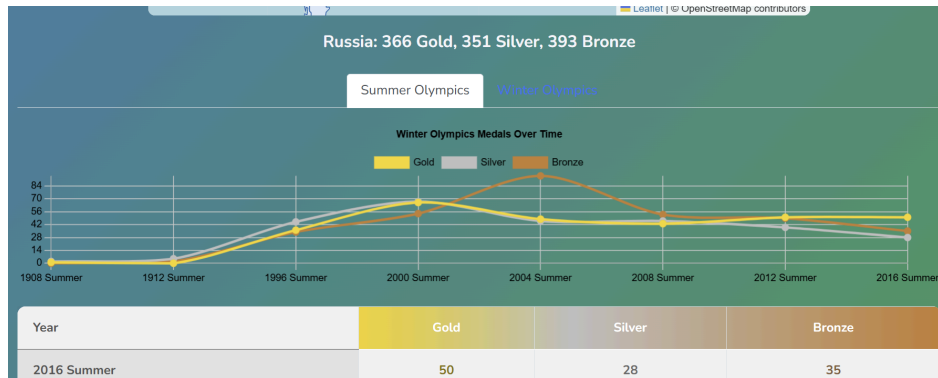 Leaflet | © OpenStreetMap contributors
Russia: 366 Gold, 351 Silver, 393 Bronze
Summer Olympics Winter Olympics
Winter Olympics Medals Over Time
Gold Silver Bronze
84
70
56
42
28
14
0
1908 Summer 1912 Summer 1996 Summer 2000 Summer 2004 Summer 2008 Summer 2012 Summer 2016 Summer
Year Gold Silver Bronze
2016 Summer 50 28 35